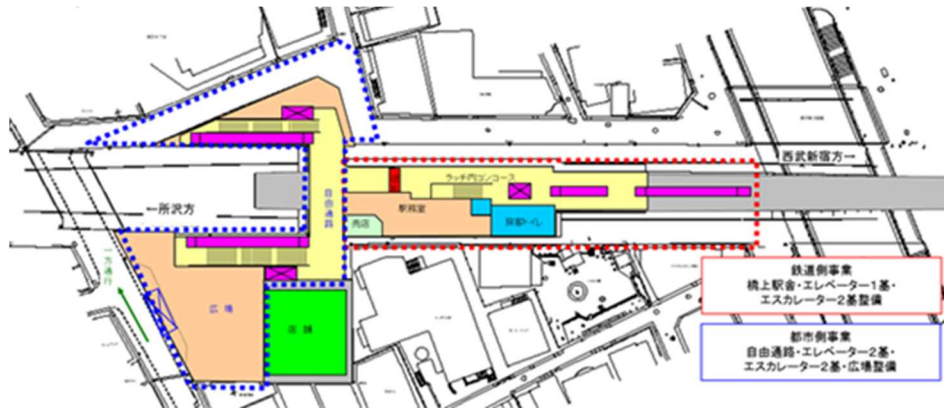 西武新宿方→
ラッチ内コンコース
自由通路
←所沢方
駅務室
売店
旅客トイレ
一方通行
広場
店舗
鉄道側事業
橋上駅舎・エレベーター1基・
エスカレーター2基整備
都市側事業
自由通路・エレベーター2基・
エスカレーター2基・広場整備